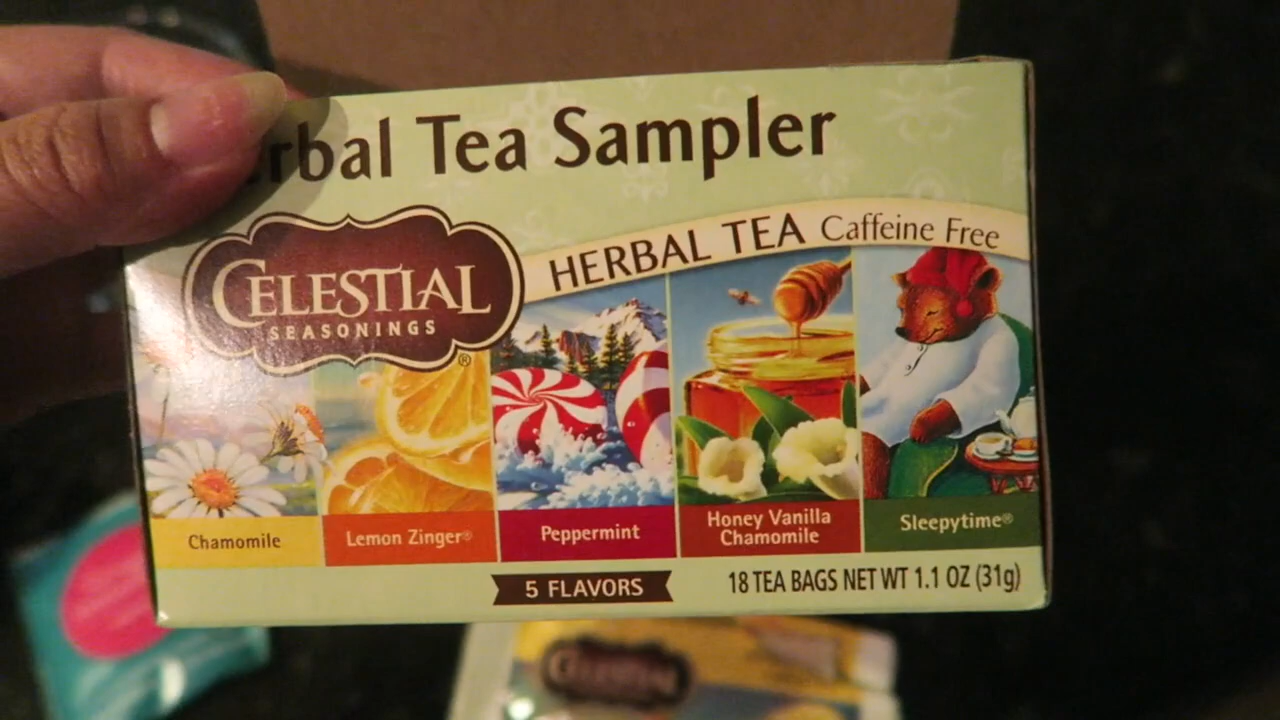 rbal Tea Sampler
HERBAL TEA Caffeine Free
CELESTIAL
SEASONINGS
®
Chamomile
Lemon Zinger®
Peppermint
Honey Vanilla
Chamomile
Sleepytime®
5 FLAVORS
18 TEA BAGS NET WT 1.1 OZ (31g)
CELESTIAL